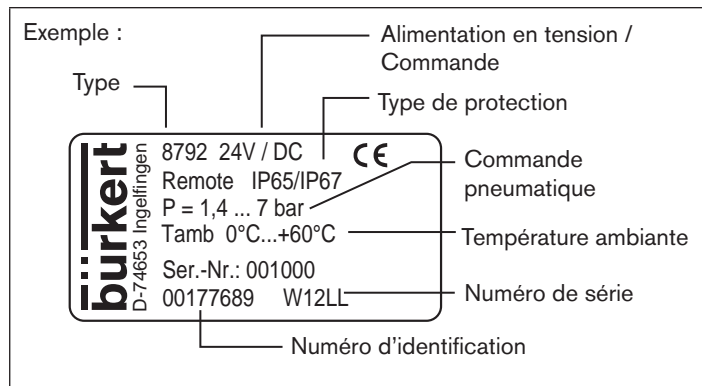 Exemple :
Alimentation en tension /
Commande
Type
Type de protection
bürkert
D-74653 Ingelfingen
8792 24V / DC CE
Remote IP65/IP67
P = 1,4 ... 7 bar
Tamb 0°C...+60°C
Ser.-Nr.: 001000
00177689 W12LL
Commande
pneumatique
Température ambiante
Numéro de série
Numéro d'identification